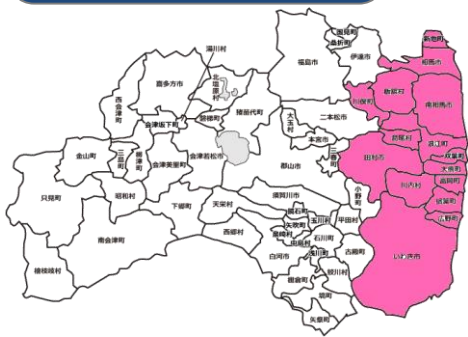 新地町
国見町
桑折町
伊達市
相馬市
湯川村
福島市
北塩原村
喜多方市
飯舘村
川俣町
南相馬市
西会津町
磐梯町
猪苗代町
二本松市
大玉村
会津坂下町
本宮市
葛尾村
浪江町
双葉町
三春町
田村市
大熊町
金山町
三島町
柳津町
会津美里町
会津若松市
郡山市
川内村
富岡町
只見町
昭和村
小野町
楢葉町
広野町
須賀川市
下郷町
天栄村
鏡石町
玉川村
平田村
矢吹町
南会津町
西郷村
泉崎村
石川町
中島村
古殿町
いわき市
白河市
浅川町
檜枝岐村
棚倉町
鮫川村
塙町
矢祭町